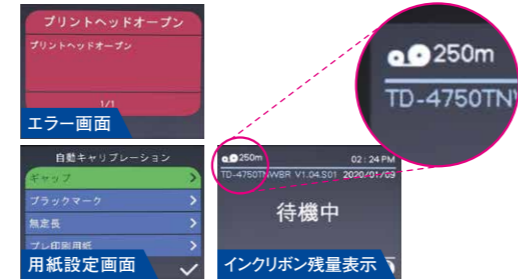 プリントヘッドオープン
プリントヘッドオープン
1/1
エラー画面
250m
TD-4750TNW
自動キャリブレーション
ギャップ
ブラックマーク
無定長
プレ印刷用紙
用紙設定画面
250m
02:24 PM
TD-4750TNWBR V1.04.S01 2020/01/03
待機中
インクリボン残量表示